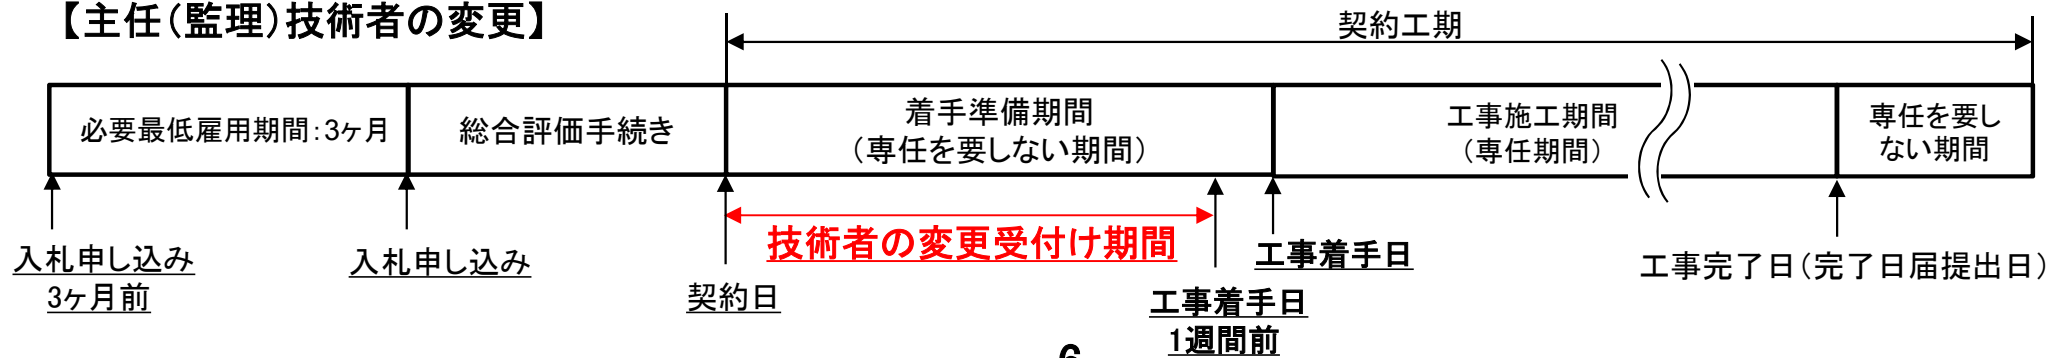 【主任(監理)技術者の変更】
契約工期
必要最低雇用期間:3ヶ月
総合評価手続き
着手準備期間
(専任を要しない期間)
工事施工期間
(専任期間)
専任を要し
ない期間
入札申し込み
3ヶ月前
入札申し込み
契約日
技術者の変更受付け期間
工事着手日
1週間前
工事着手日
工事完了日(完了日届提出日)